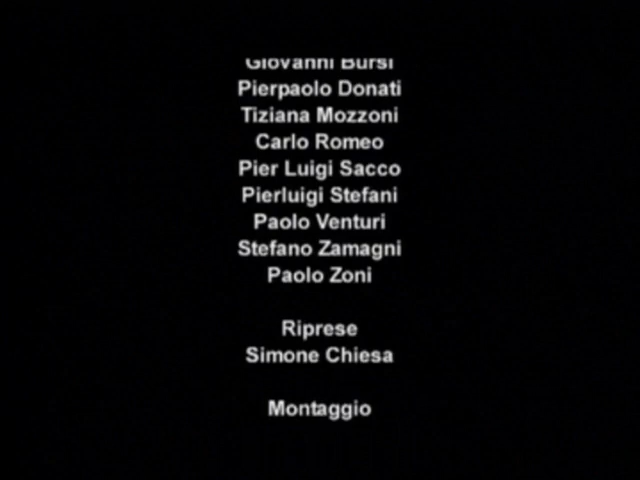 Giovanni Bursi
Pierpaolo Donati
Tiziana Mozzoni
Carlo Romeo
Pier Luigi Sacco
Pierluigi Stefani
Paolo Venturi
Stefano Zamagni
Paolo Zoni
Riprese
Simone Chiesa
Montaggio